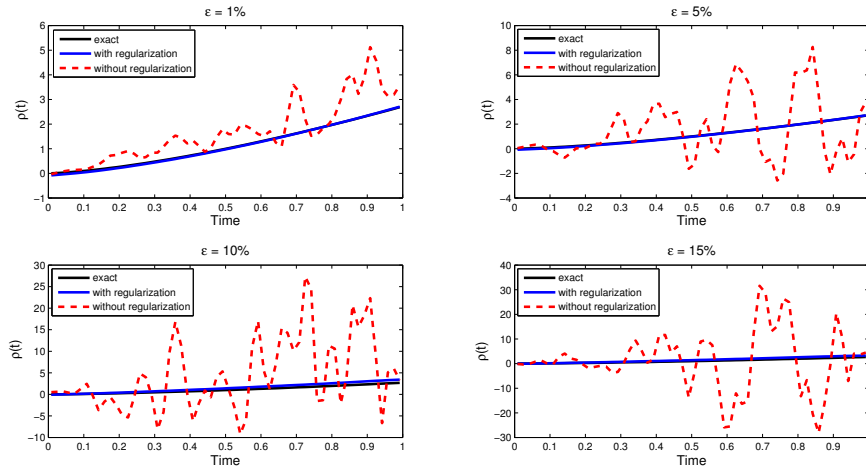 ε = 1%
exact
with regularization
without regularization
6
5
4
3
2
1
0
−1
ρ(t)
0 0.1 0.2 0.3 0.4 0.5 0.6 0.7 0.8 0.9 1
Time
ε = 5%
exact
with regularization
without regularization
10
8
6
4
2
0
−2
−4
ρ(t)
0 0.1 0.2 0.3 0.4 0.5 0.6 0.7 0.8 0.9
Time
ε = 10%
exact
with regularization
without regularization
30
25
20
15
10
5
0
−5
−10
ρ(t)
0 0.1 0.2 0.3 0.4 0.5 0.6 0.7 0.8 0.9 1
Time
ε = 15%
exact
with regularization
without regularization
40
30
20
10
0
−10
−20
−30
ρ(t)
0 0.1 0.2 0.3 0.4 0.5 0.6 0.7 0.8 0.9
Time